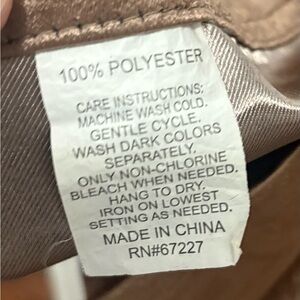 100% POLYESTER
CARE INSTRUCTIONS:
MACHINE WASH COLD.
GENTLE CYCLE.
WASH DARK COLORS
SEPARATELY.
ONLY NON-CHLORINE
BLEACH WHEN NEEDED.
HANG TO DRY.
IRON ON LOWEST
SETTING AS NEEDED.
MADE IN CHINA
RN#67227